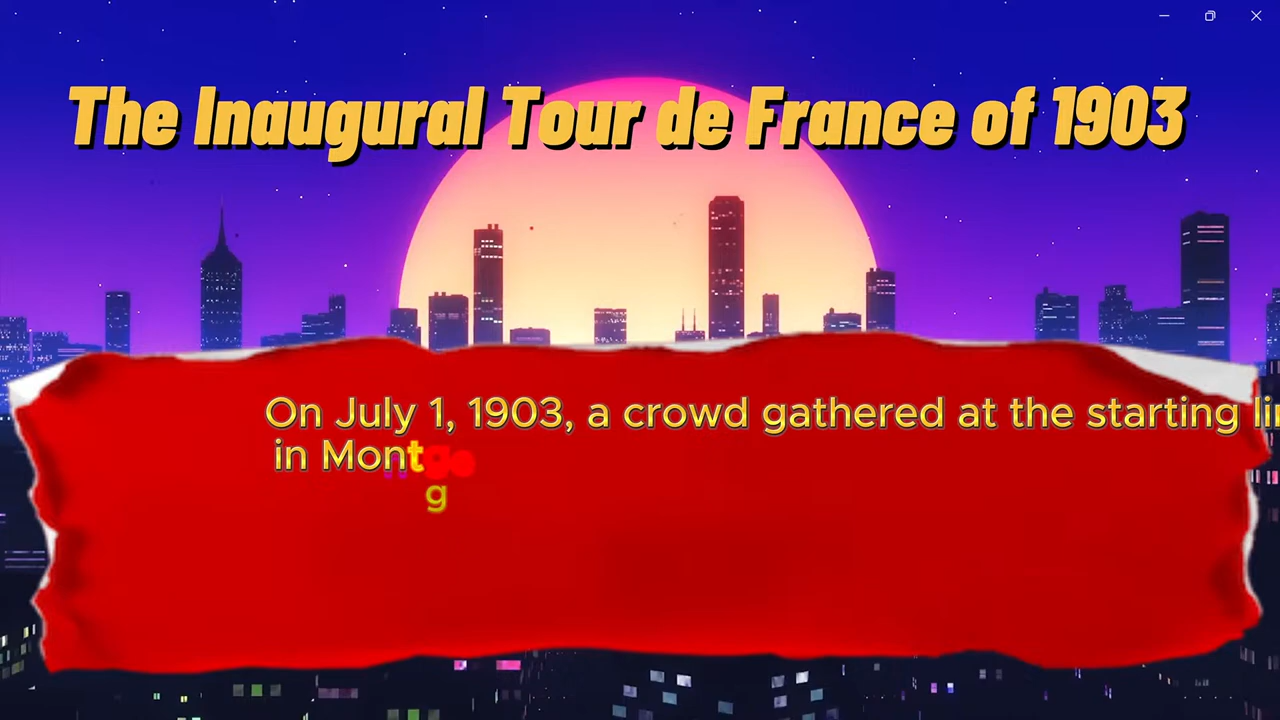 The Inaugural Tour de France of 1903
On July 1, 1903, a crowd gathered at the starting
in Mont
g